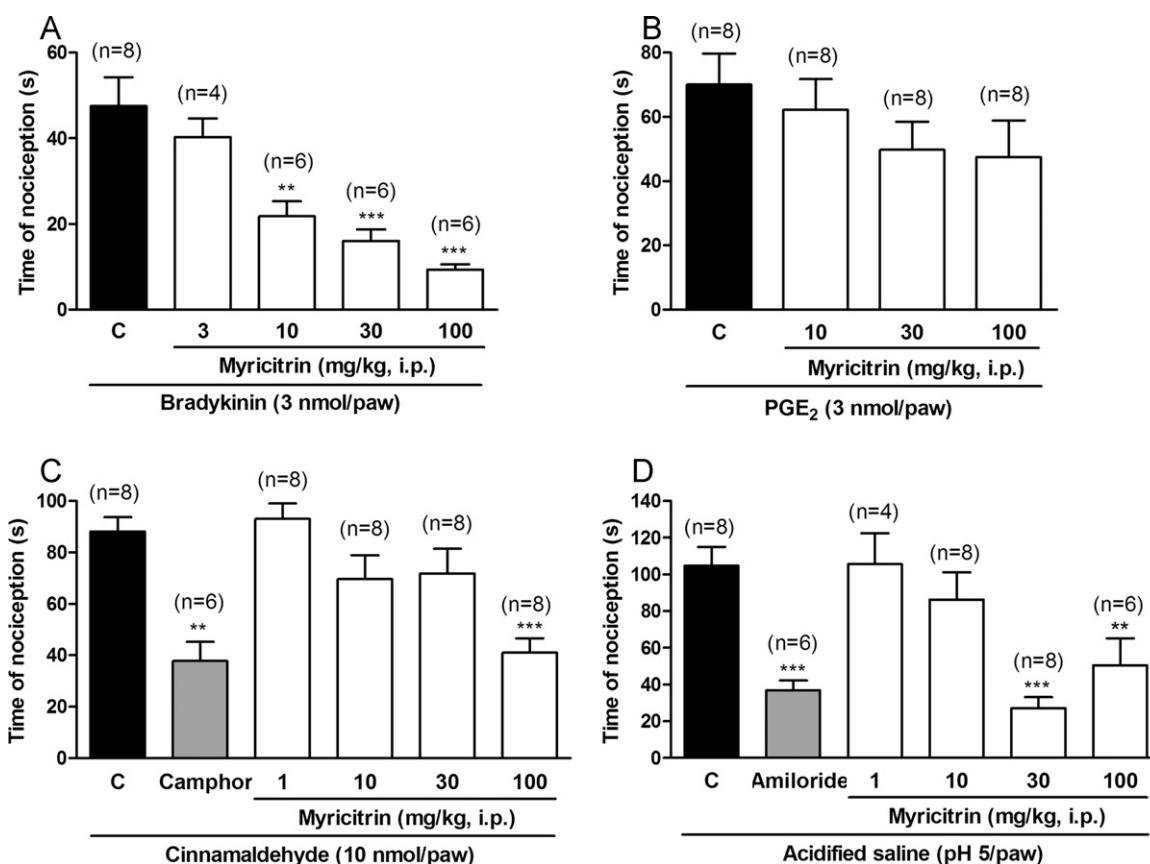 A
(n=8)
(n=4)
(n=6)
**
(n=6)
***
(n=6)
***
Time of nociception (s)
60
40
20
0
C 3 10 30 100
Myricitrin (mg/kg, i.p.)
Bradykinin (3 nmol/paw)
B
(n=8)
(n=8)
(n=8)
(n=8)
Time of nociception (s)
80
60
40
20
0
C 10 30 100
Myricitrin (mg/kg, i.p.)
PGE₂ (3 nmol/paw)
C
(n=8)
(n=6)
**
(n=8)
(n=8)
(n=8)
(n=8)
***
Time of nociception (s)
100
80
60
40
20
0
C Camphor 1 10 30 100
Myricitrin (mg/kg, i.p.)
Cinnamaldehyde (10 nmol/paw)
D
(n=8)
(n=6)
***
(n=4)
(n=8)
(n=8)
***
(n=6)
**
Time of nociception (s)
140
120
100
80
60
40
20
0
C Amiloride 1 10 30 100
Myricitrin (mg/kg, i.p.)
Acidified saline (pH 5/paw)